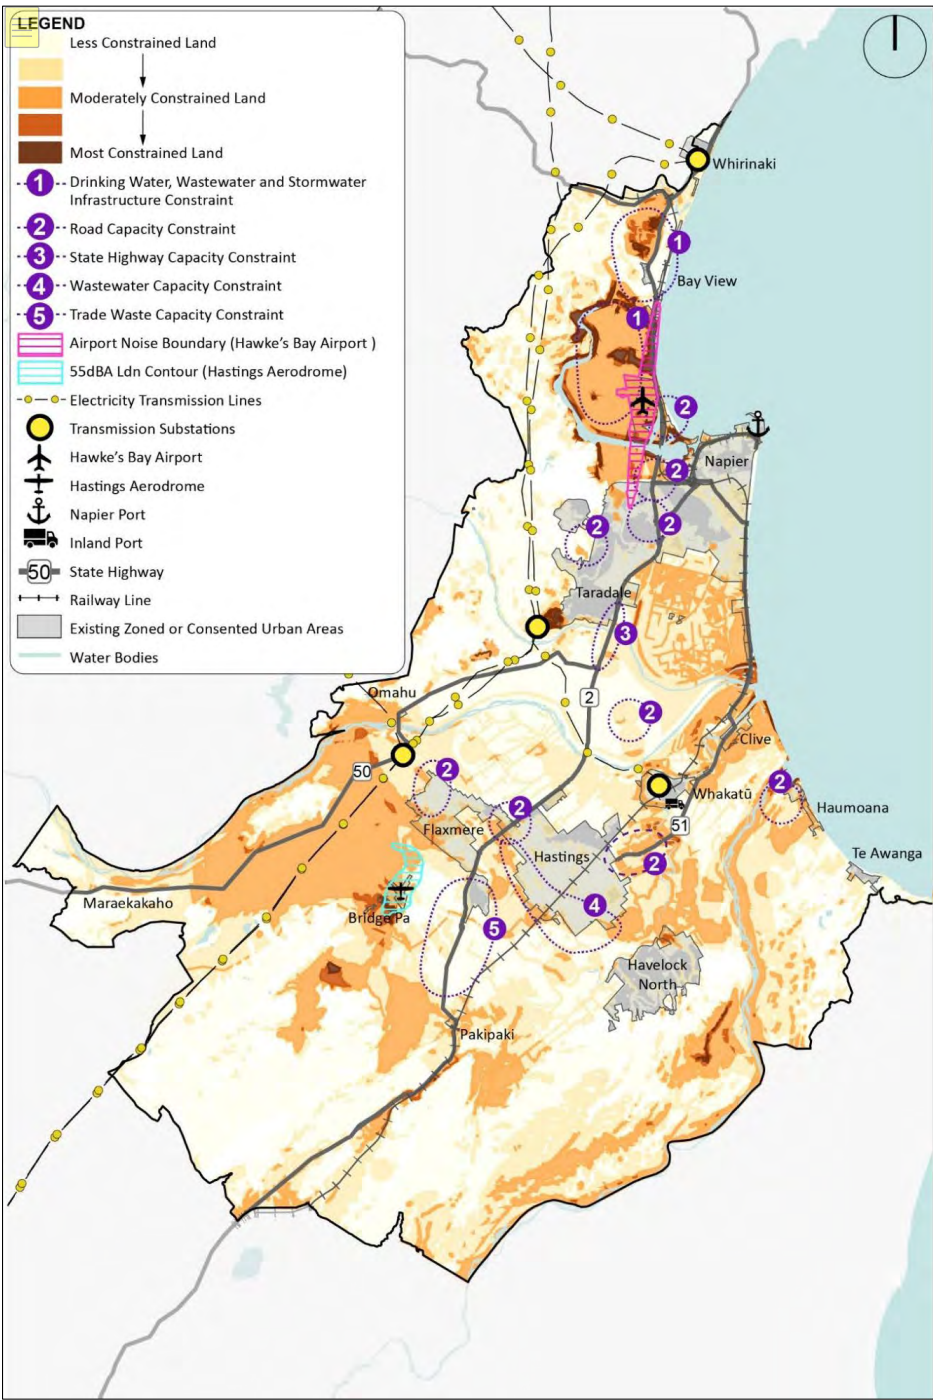 LEGEND
Less Constrained Land
Moderately Constrained Land
Most Constrained Land
1 Drinking Water, Wastewater and Stormwater
Infrastructure Constraint
2 Road Capacity Constraint
3 State Highway Capacity Constraint
4 Wastewater Capacity Constraint
5 Trade Waste Capacity Constraint
Airport Noise Boundary (Hawke's Bay Airport )
55dBA Ldn Contour (Hastings Aerodrome)
Electricity Transmission Lines
Transmission Substations
Hawke's Bay Airport
Hastings Aerodrome
Napier Port
Inland Port
50 State Highway
Railway Line
Existing Zoned or Consented Urban Areas
Water Bodies
Whirinaki
1
Bay View
1
2
Napier
2
2
2
Taradale
3
Omahu
2
2
Clive
50
2
2
Whakatū
Haumoana
2
Flaxmere
51
Hastings
2
Te Awanga
Maraekakaho
Bridge Pa
4
5
Havelock
North
Pakipaki